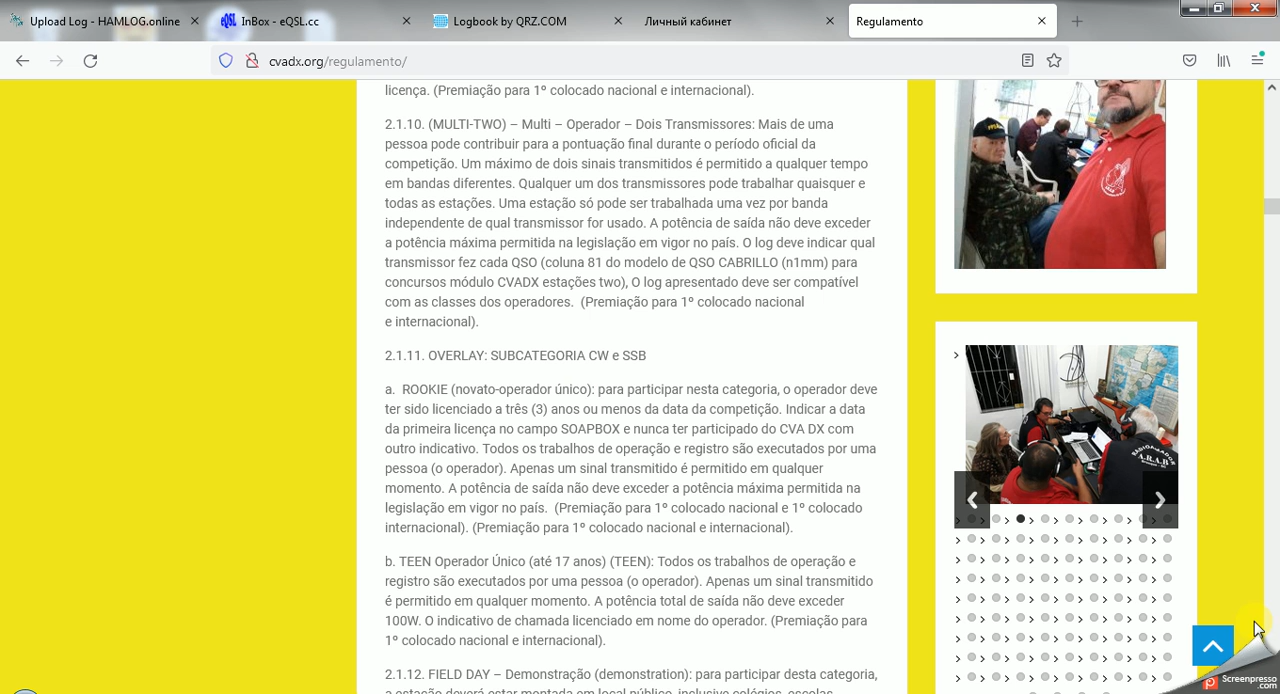 Upload Log - HAMLOG.online
InBox - eQSL.cc
Logbook by QRZ.COM
Личный кабинет
Regulamento
cvadx.org/regulamento/
licença. (Premiação para 1º colocado nacional e internacional).
2.1.10. (MULTI-TWO) – Multi – Operador – Dois Transmissores: Mais de uma
pessoa pode contribuir para a pontuação final durante o período oficial da
competição. Um máximo de dois sinais transmitidos é permitido a qualquer tempo
em bandas diferentes. Qualquer um dos transmissores pode trabalhar quaisquer e
todas as estações. Uma estação só pode ser trabalhada uma vez por banda
independente de qual transmissor for usado. A potência de saída não deve exceder
a potência máxima permitida na legislação em vigor no país. O log deve indicar qual
transmissor fez cada QSO (coluna 81 do modelo de QSO CABRILLO (n1mm) para
concursos módulo CVADX estações two), O log apresentado deve ser compatível
com as classes dos operadores.  (Premiação para 1º colocado nacional
e internacional).
2.1.11. OVERLAY: SUBCATEGORIA CW e SSB
a.  ROOKIE (novato-operador único): para participar nesta categoria, o operador deve
ter sido licenciado a três (3) anos ou menos da data da competição. Indicar a data
da primeira licença no campo SOAPBOX e nunca ter participado do CVA DX com
outro indicativo. Todos os trabalhos de operação e registro são executados por uma
pessoa (o operador). Apenas um sinal transmitido é permitido em qualquer
momento. A potência de saída não deve exceder a potência máxima permitida na
legislação em vigor no país.  (Premiação para 1º colocado nacional e 1º colocado
internacional). (Premiação para 1º colocado nacional e internacional).
b. TEEN Operador Único (até 17 anos) (TEEN): Todos os trabalhos de operação e
registro são executados por uma pessoa (o operador). Apenas um sinal transmitido
é permitido em qualquer momento. A potência total de saída não deve exceder
100W. O indicativo de chamada licenciado em nome do operador. (Premiação para
1º colocado nacional e internacional).
2.1.12. FIELD DAY – Demonstração (demonstration): para participar desta categoria,
RADIOAMADOR
A.R.A.B
Screenpresso
.com